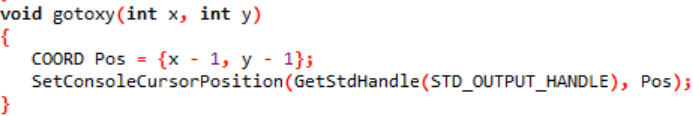 void gotoxy(int x, int y)
{
COORD Pos = {x - 1, y - 1};
SetConsoleCursorPosition(GetStdHandle(STD_OUTPUT_HANDLE), Pos);
}